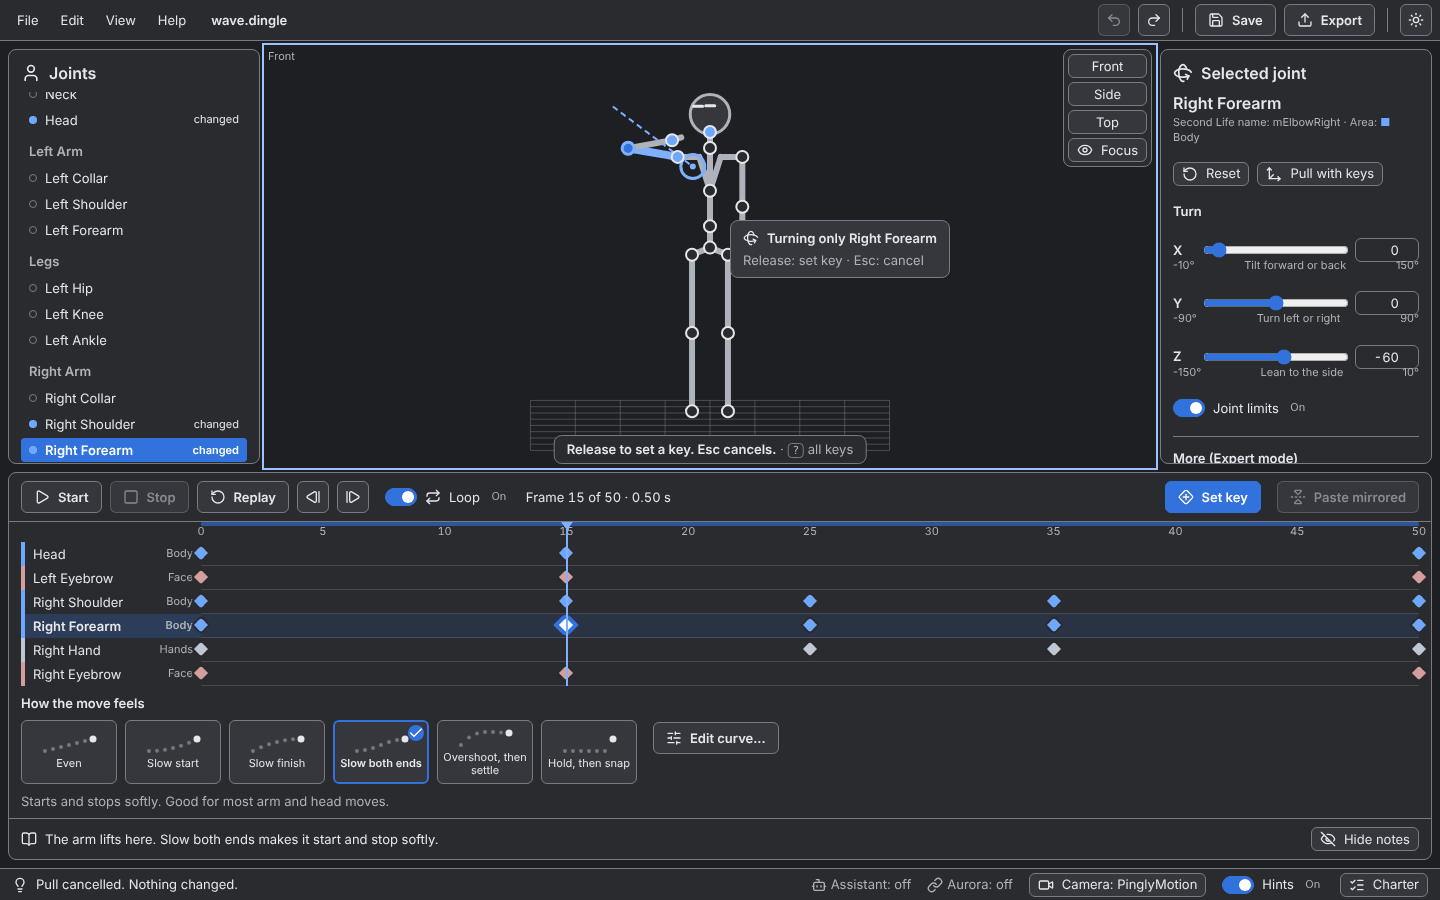 File Edit View Help wave.dingle Save Export
Joints
Neck
Head changed
Left Arm
Left Collar
Left Shoulder
Left Forearm
Legs
Left Hip
Left Knee
Left Ankle
Right Arm
Right Collar
Right Shoulder changed
Right Forearm changed
Front
Front
Side
Top
Focus
Turning only Right Forearm
Release: set key · Esc: cancel
Release to set a key. Esc cancels. · ? all keys
Selected joint
Right Forearm
Second Life name: mElbowRight · Area:
Body
Reset Pull with keys
Turn
X 0
-10° Tilt forward or back 150°
Y 0
-90° Turn left or right 90°
Z -60
-150° Lean to the side 10°
Joint limits On
More (Expert mode)
Start Stop Replay Loop On Frame 15 of 50 · 0.50 s Set key Paste mirrored
0 5 10 15 20 25 30 35 40 45 50
Head Body
Left Eyebrow Face
Right Shoulder Body
Right Forearm Body
Right Hand Hands
Right Eyebrow Face
How the move feels
Even
Slow start
Slow finish
Slow both ends
Overshoot, then
settle
Hold, then snap
Edit curve...
Starts and stops softly. Good for most arm and head moves.
The arm lifts here. Slow both ends makes it start and stop softly. Hide notes
Pull cancelled. Nothing changed. Assistant: off Aurora: off Camera: PinglyMotion Hints On Charter